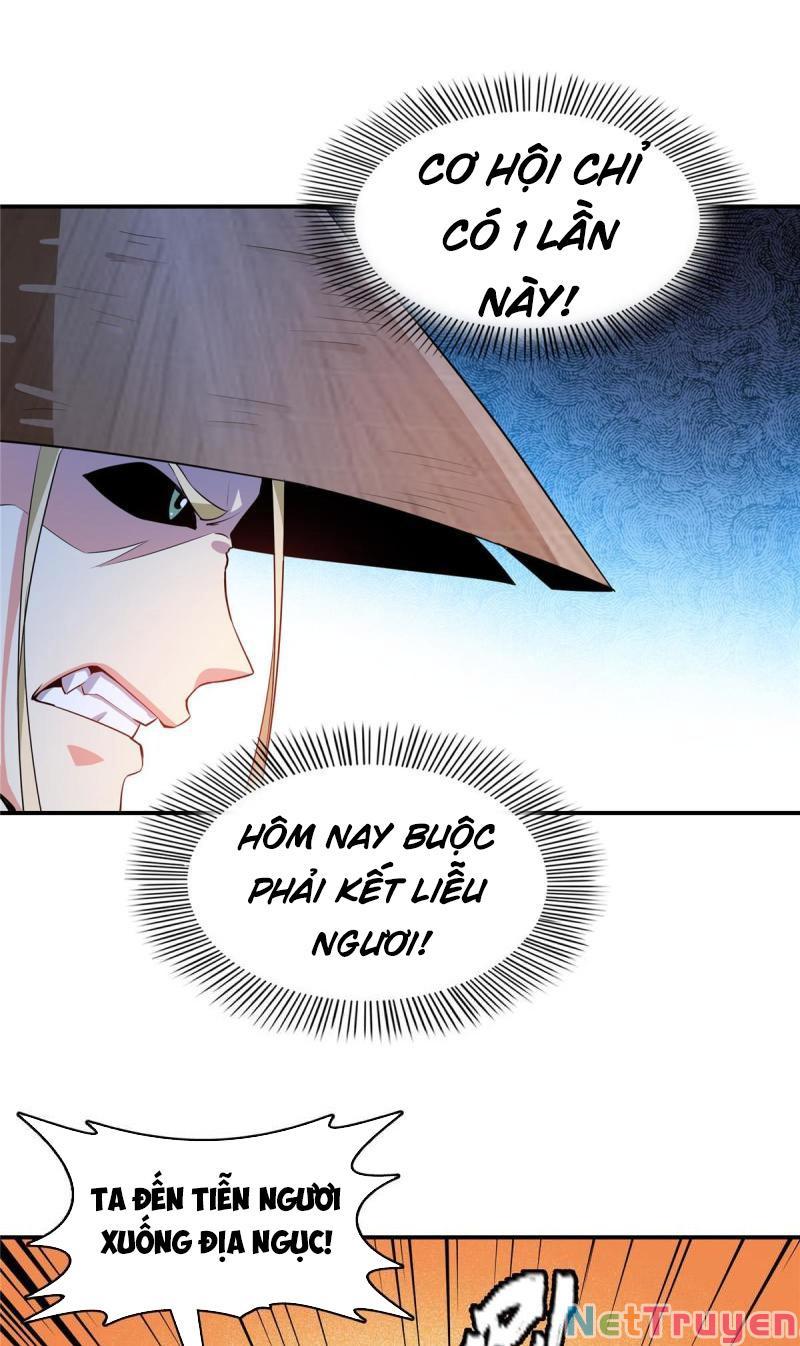 CƠ HỘI CHỈ
CÓ 1 LẦN
NÀY!
HÔM NAY BUỘC
PHẢI KẾT LIỄU
NGƯƠI!
TA ĐẾN TIỄN NGƯƠI
XUỐNG ĐỊA NGỤC!
NetTruyen